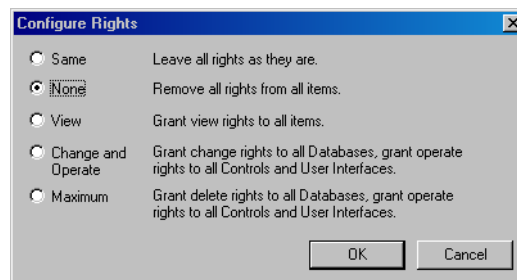 Configure Rights
Same Leave all rights as they are.
None Remove all rights from all items.
View Grant view rights to all items.
Change and Operate Grant change rights to all Databases, grant operate
rights to all Controls and User Interfaces.
Maximum Grant delete rights to all Databases, grant operate
rights to all Controls and User Interfaces.
OK Cancel